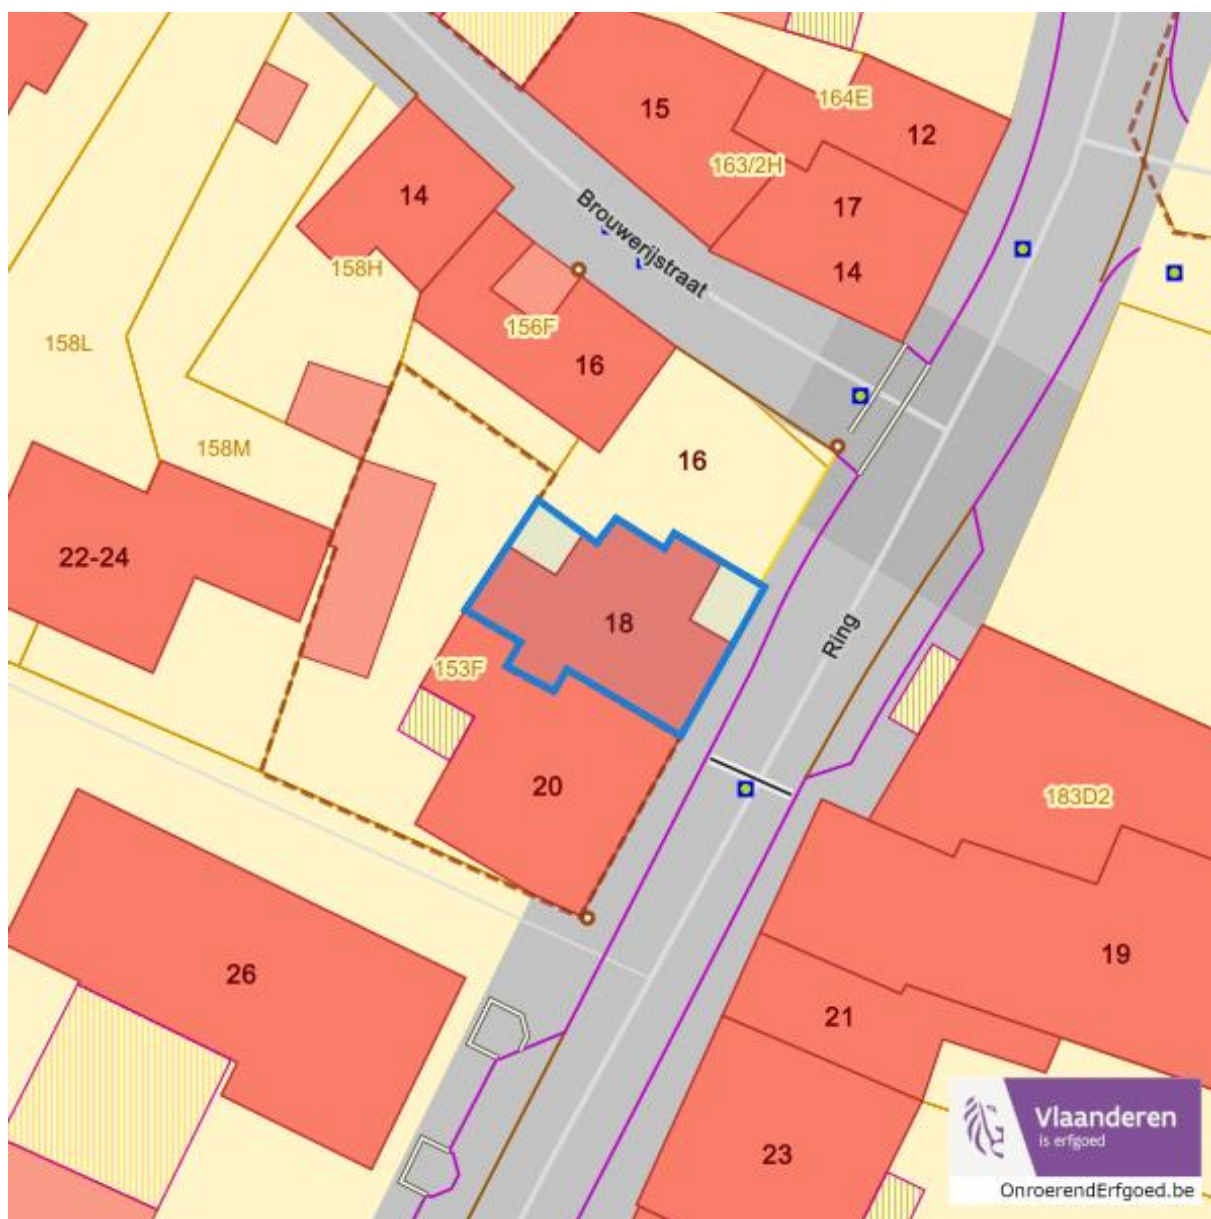 15
164E
12
163/2H
14
17
Brouwerijstraat
158H
14
156F
158L
16
158M
16
22-24
18
Ring
153F
20
183D2
26
19
21
23
Vlaanderen
is erfgoed
OnroerendErfgoed.be